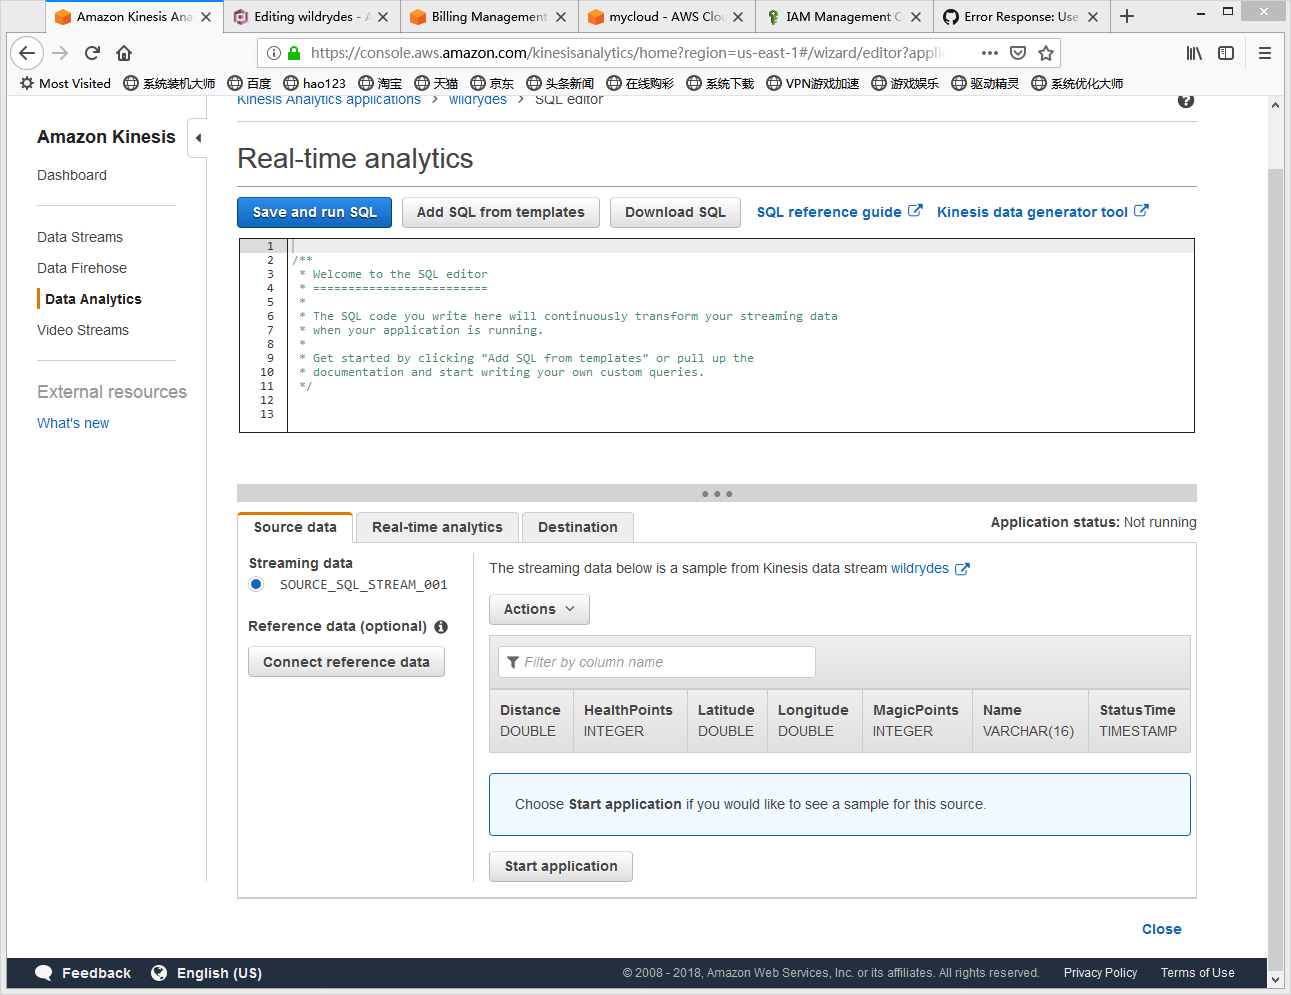 Amazon Kinesis Ana
Editing wildrydes - A
Billing Management
mycloud - AWS Clou
IAM Management C
Error Response: Use
https://console.aws.amazon.com/kinesisanalytics/home?region=us-east-1#/wizard/editor?appli
Most Visited 系统装机大师 百度 hao123 淘宝 天猫 京东 头条新闻 在线购彩 系统下载 VPN游戏加速 游戏娱乐 驱动精灵 系统优化大师
Kinesis Analytics applications > wildrydes > SQL editor
Amazon Kinesis
Dashboard
Data Streams
Data Firehose
Data Analytics
Video Streams
External resources
What's new
Real-time analytics
Save and run SQL
Add SQL from templates
Download SQL
SQL reference guide
Kinesis data generator tool
1
2 /**
3 * Welcome to the SQL editor
4 * =========================
5 *
6 * The SQL code you write here will continuously transform your streaming data
7 * when your application is running.
8 *
9 * Get started by clicking "Add SQL from templates" or pull up the
10 * documentation and start writing your own custom queries.
11 */
12
13
Source data
Real-time analytics
Destination
Application status: Not running
Streaming data
SOURCE_SQL_STREAM_001
Reference data (optional)
Connect reference data
The streaming data below is a sample from Kinesis data stream wildrydes
Actions
Filter by column name
Distance HealthPoints Latitude Longitude MagicPoints Name StatusTime
DOUBLE INTEGER DOUBLE DOUBLE INTEGER VARCHAR(16) TIMESTAMP
Choose Start application if you would like to see a sample for this source.
Start application
Close
Feedback
English (US)
© 2008 - 2018, Amazon Web Services, Inc. or its affiliates. All rights reserved.
Privacy Policy
Terms of Use